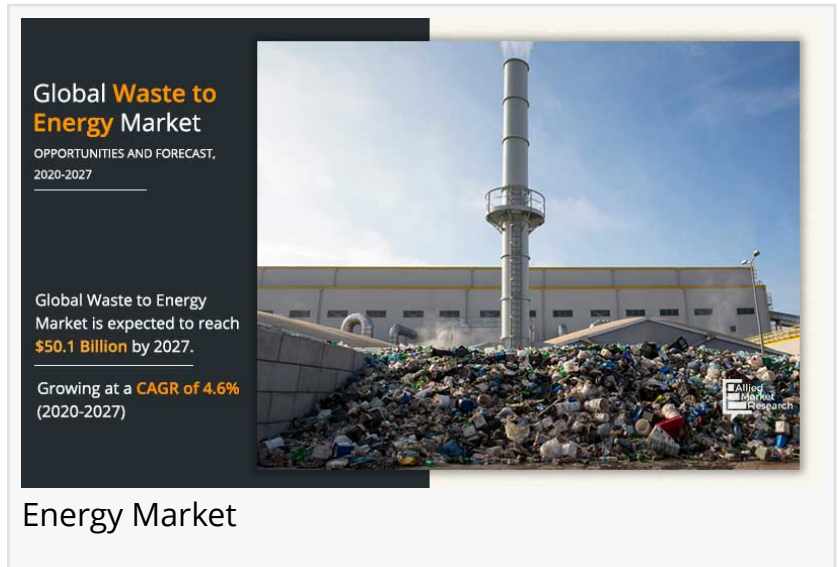 Global Waste to
Energy Market
OPPORTUNITIES AND FORECAST,
2020-2027
Global Waste to Energy
Market is expected to reach
$50.1 Billion by 2027.
Growing at a CAGR of 4.6%
(2020-2027)
Allied
Market
Research
Energy Market